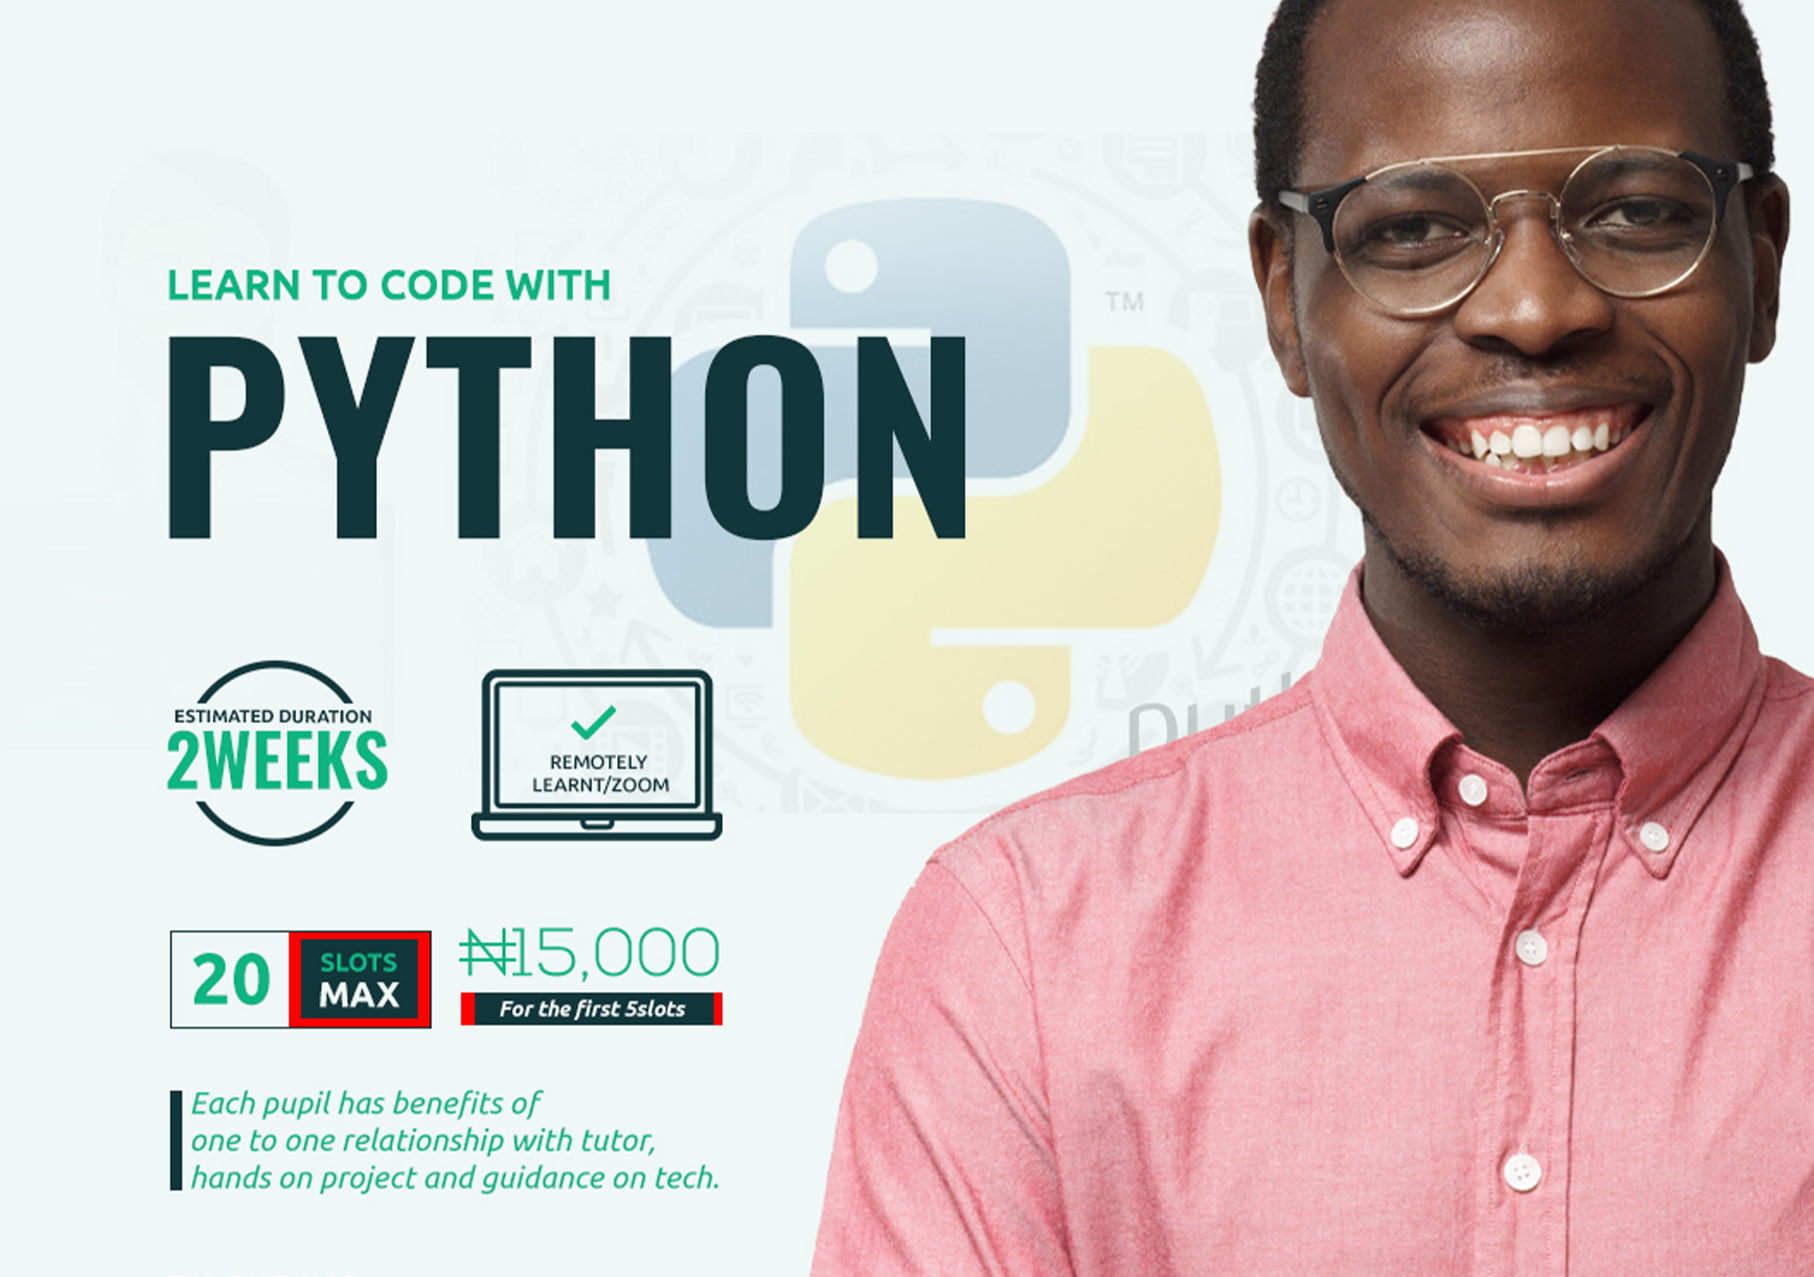 LEARN TO CODE WITH
PYTHON
TM
ESTIMATED DURATION
2WEEKS
REMOTELY
LEARNT/ZOOM
20
SLOTS
MAX
₦15,000
For the first 5slots
Each pupil has benefits of
one to one relationship with tutor,
hands on project and guidance on tech.